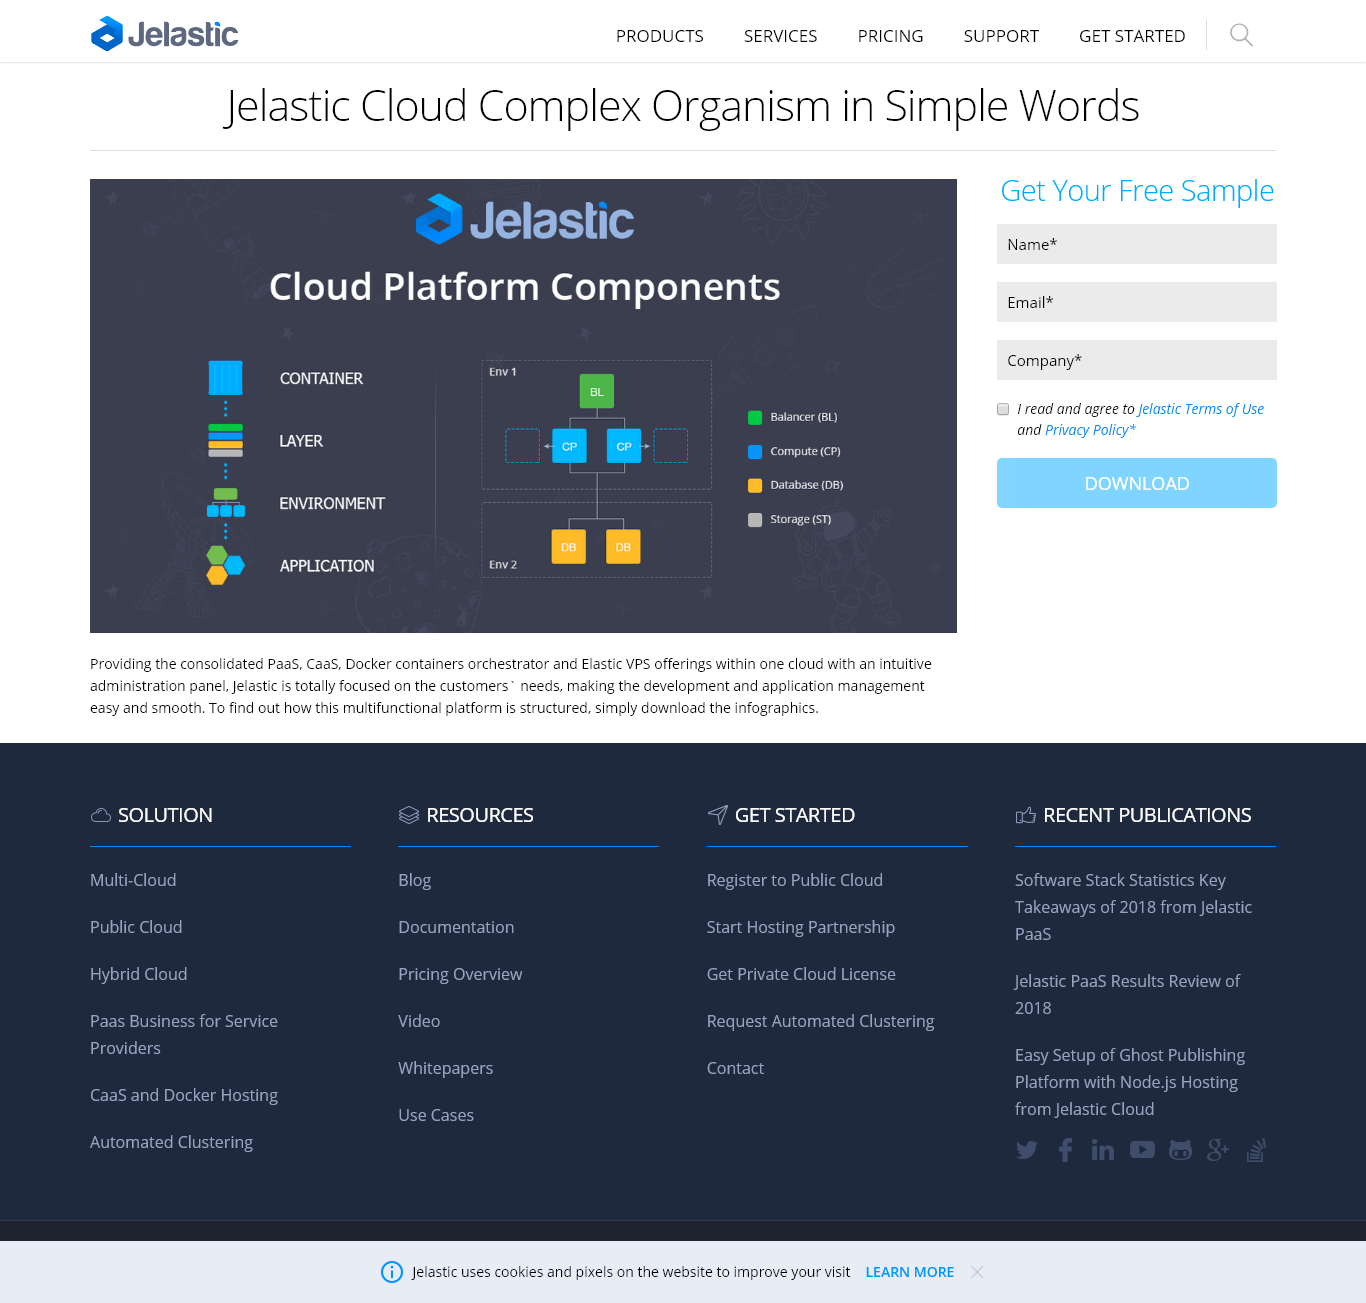 Jelastic
PRODUCTS
SERVICES
PRICING
SUPPORT
GET STARTED
Jelastic Cloud Complex Organism in Simple Words
Jelastic
Cloud Platform Components
CONTAINER
LAYER
ENVIRONMENT
APPLICATION
Env 1
BL
CP
CP
DB
DB
Env 2
Balancer (BL)
Compute (CP)
Database (DB)
Storage (ST)
Get Your Free Sample
Name*
Email*
Company*
I read and agree to Jelastic Terms of Use
and Privacy Policy*
DOWNLOAD
Providing the consolidated PaaS, CaaS, Docker containers orchestrator and Elastic VPS offerings within one cloud with an intuitive
administration panel, Jelastic is totally focused on the customers` needs, making the development and application management
easy and smooth. To find out how this multifunctional platform is structured, simply download the infographics.
SOLUTION
Multi-Cloud
Public Cloud
Hybrid Cloud
Paas Business for Service
Providers
CaaS and Docker Hosting
Automated Clustering
RESOURCES
Blog
Documentation
Pricing Overview
Video
Whitepapers
Use Cases
GET STARTED
Register to Public Cloud
Start Hosting Partnership
Get Private Cloud License
Request Automated Clustering
Contact
RECENT PUBLICATIONS
Software Stack Statistics Key
Takeaways of 2018 from Jelastic
PaaS
Jelastic PaaS Results Review of
2018
Easy Setup of Ghost Publishing
Platform with Node.js Hosting
from Jelastic Cloud
Jelastic uses cookies and pixels on the website to improve your visit LEARN MORE